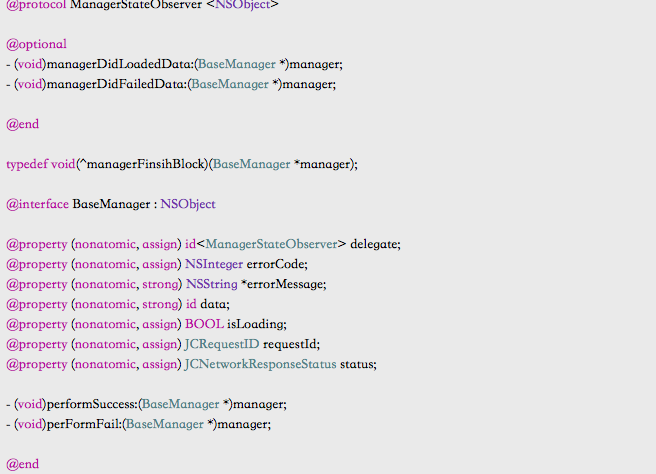 @protocol ManagerStateObserver <NSObject>
@optional
- (void)managerDidLoadedData:(BaseManager *)manager;
- (void)managerDidFailedData:(BaseManager *)manager;
@end
typedef void(^managerFinsihBlock)(BaseManager *manager);
@interface BaseManager : NSObject
@property (nonatomic, assign) id<ManagerStateObserver> delegate;
@property (nonatomic, assign) NSInteger errorCode;
@property (nonatomic, strong) NSString *errorMessage;
@property (nonatomic, strong) id data;
@property (nonatomic, assign) BOOL isLoading;
@property (nonatomic, assign) JCRequestID requestId;
@property (nonatomic, assign) JCNetworkResponseStatus status;
- (void)performSuccess:(BaseManager *)manager;
- (void)perFormFail:(BaseManager *)manager;
@end